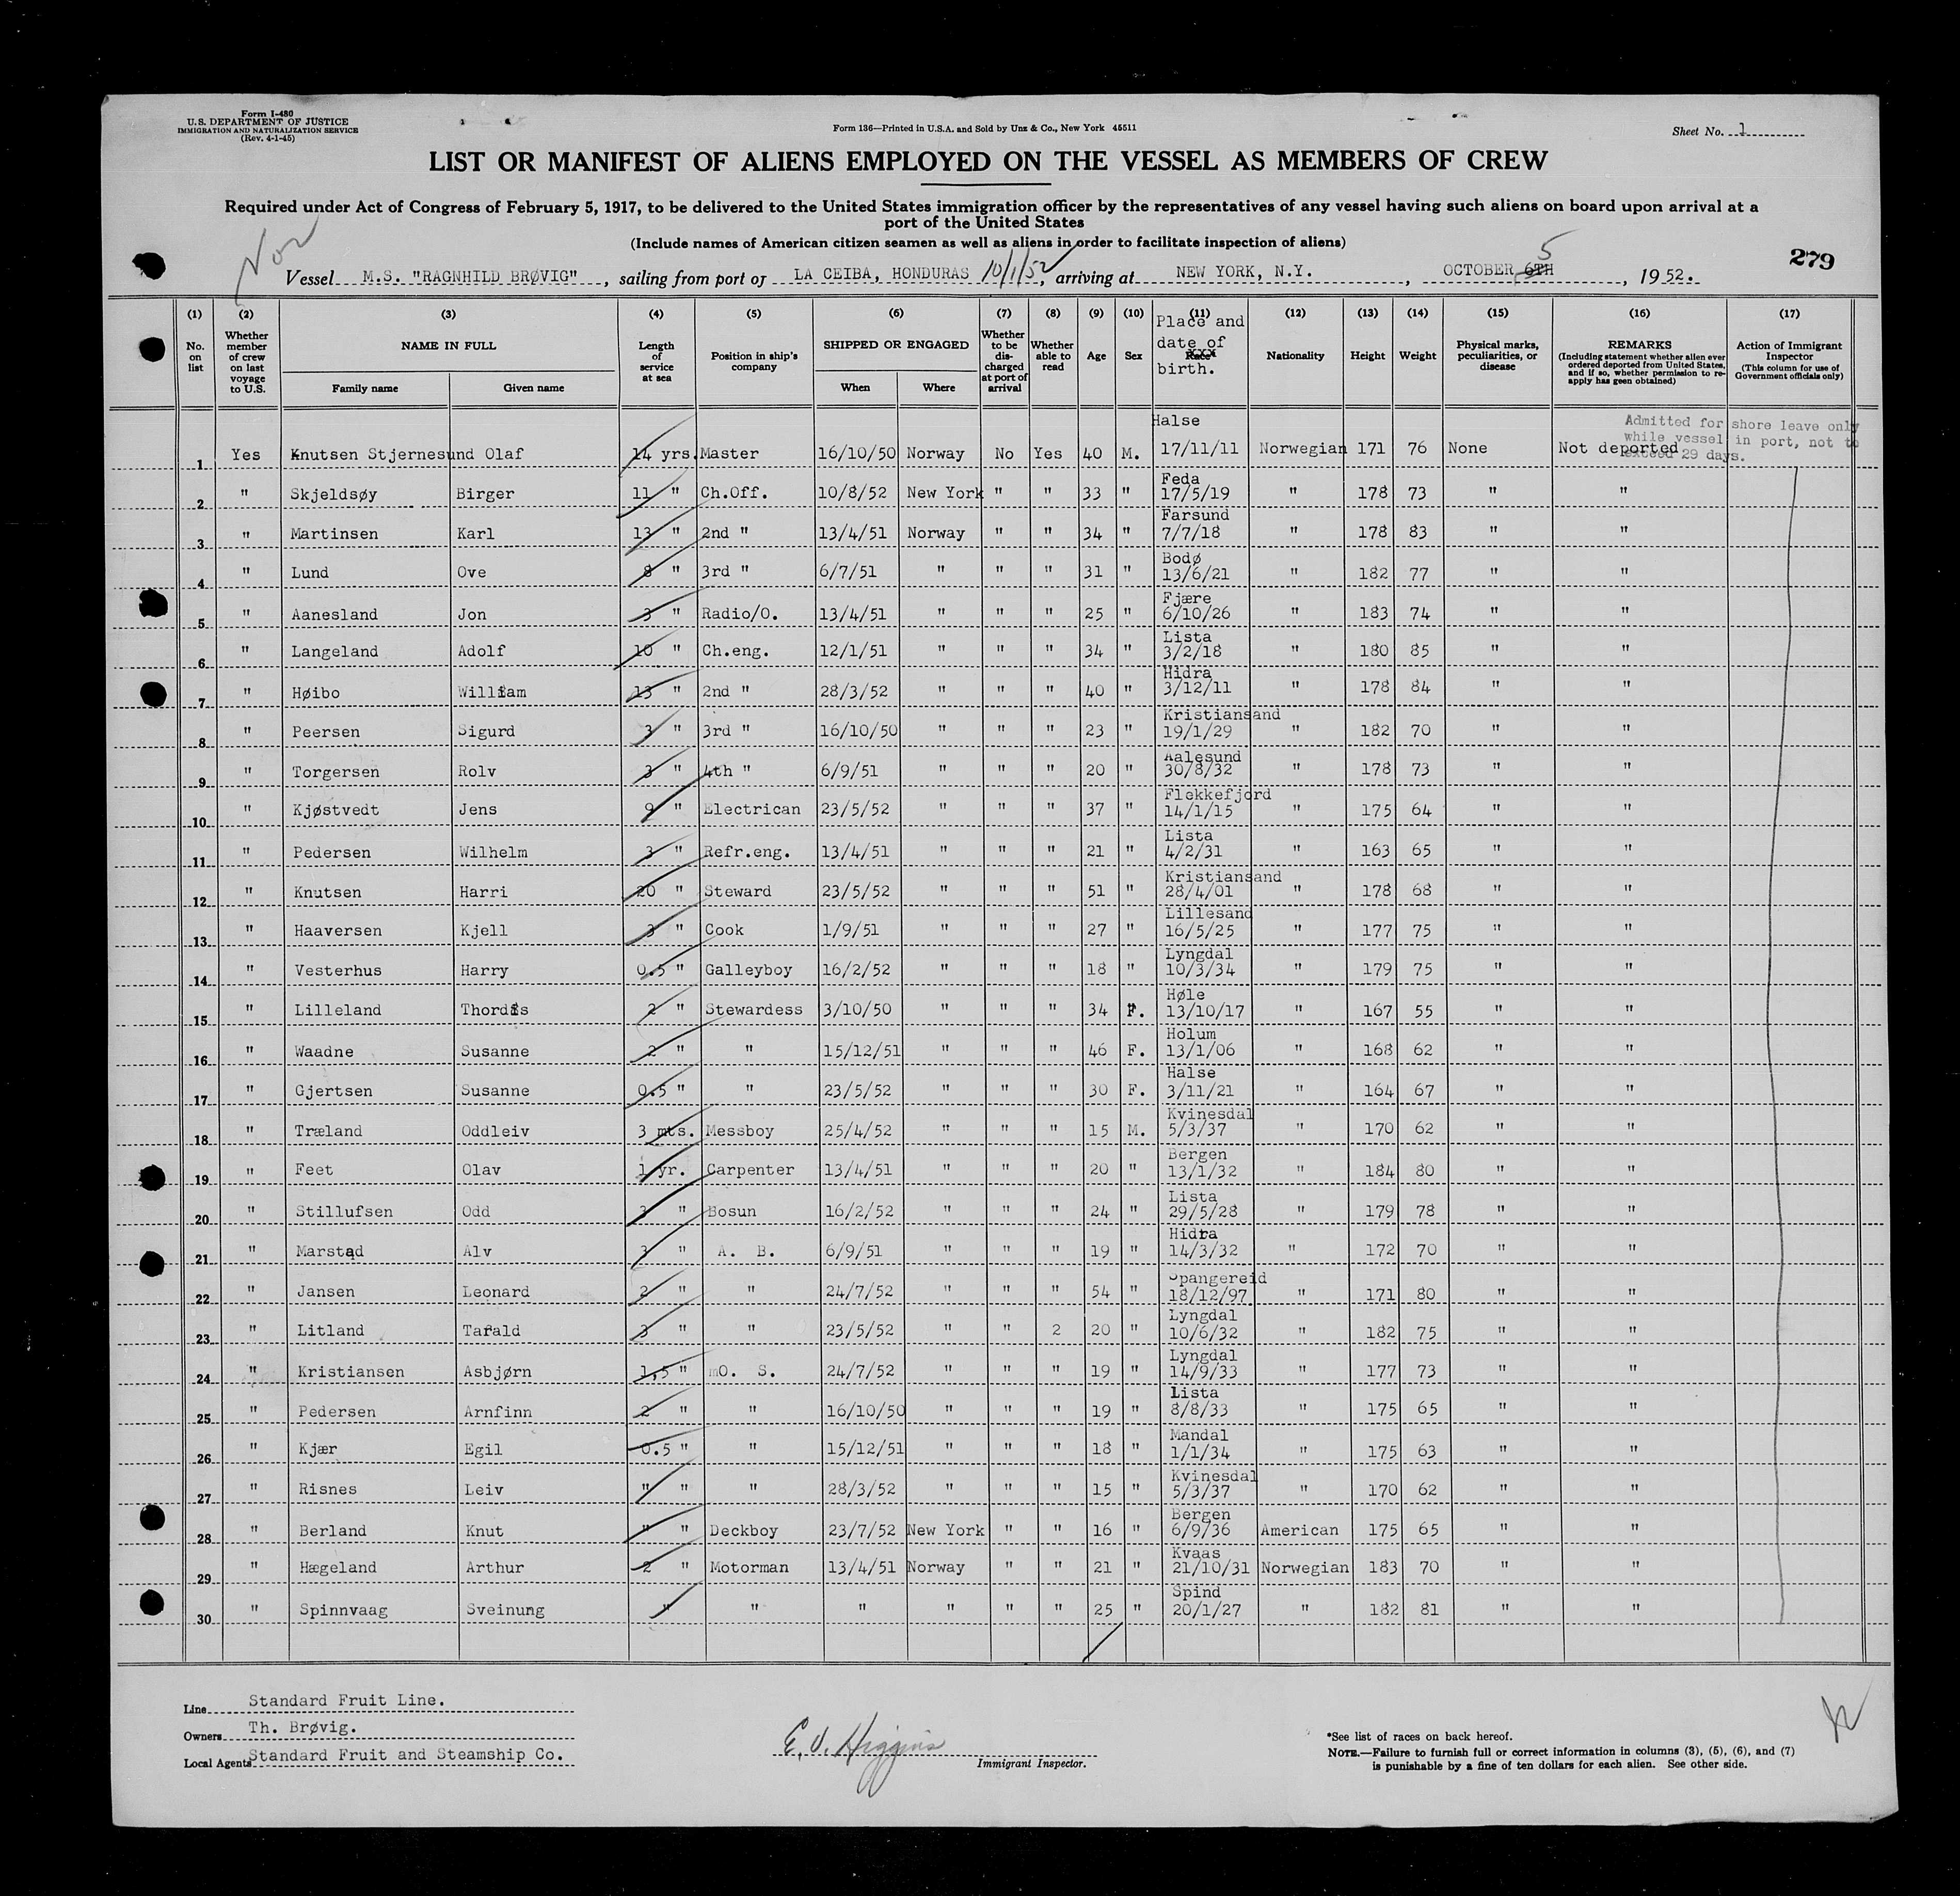 Form I-480
U.S. DEPARTMENT OF JUSTICE
IMMIGRATION AND NATURALIZATION SERVICE
(Rev. 4-1-45)
Form 136—Printed in U.S.A. and Sold by Unz & Co., New York 45511
Sheet No. 1
LIST OR MANIFEST OF ALIENS EMPLOYED ON THE VESSEL AS MEMBERS OF CREW
Required under Act of Congress of February 5, 1917, to be delivered to the United States immigration officer by the representatives of any vessel having such aliens on board upon arrival at a
port of the United States
(Include names of American citizen seamen as well as aliens in order to facilitate inspection of aliens)
Nor
279
Vessel M.S. "RAGNHILD BRØVIG", sailing from port of LA CEIBA, HONDURAS 10/1/52, arriving at NEW YORK, N.Y., OCTOBER 6TH 5, 1952.
(1) No. on list (2) Whether member of crew on last voyage to U.S. (3) NAME IN FULL Family name Given name (4) Length of service at sea (5) Position in ship's company (6) SHIPPED OR ENGAGED When Where (7) Whether to be discharged at port of arrival (8) Whether able to read (9) Age (10) Sex (11) Place and date of birth. (12) Nationality (13) Height (14) Weight (15) Physical marks, peculiarities, or disease (16) REMARKS (Including statement whether alien ever ordered deported from United States, and if so, whether permission to re-apply has geen obtained) (17) Action of Immigrant Inspector (This column for use of Government officials only)
Admitted for shore leave only
while vessel in port, not to
exceed 29 days.
1 Yes Knutsen Stjernesund Olaf 14 yrs. Master 16/10/50 Norway No Yes 40 M. Halse 17/11/11 Norwegian 171 76 None Not deported
2 " Skjeldsøy Birger 11 " Ch.Off. 10/8/52 New York " " 33 " Feda 17/5/19 " 178 73 " "
3 " Martinsen Karl 13 " 2nd " 13/4/51 Norway " " 34 " Farsund 7/7/18 " 178 83 " "
4 " Lund Ove 8 " 3rd " 6/7/51 " " " 31 " Bodø 13/6/21 " 182 77 " "
5 " Aanesland Jon 3 " Radio/O. 13/4/51 " " " 25 " Fjære 6/10/26 " 183 74 " "
6 " Langeland Adolf 10 " Ch.eng. 12/1/51 " " " 34 " Lista 3/2/18 " 180 85 " "
7 " Høibo William 13 " 2nd " 28/3/52 " " " 40 " Hidra 3/12/11 " 178 84 " "
8 " Peersen Sigurd 3 " 3rd " 16/10/50 " " " 23 " Kristiansand 19/1/29 " 182 70 " "
9 " Torgersen Rolv 3 " 4th " 6/9/51 " " " 20 " Aalesund 30/8/32 " 178 73 " "
10 " Kjøstvedt Jens 9 " Electrican 23/5/52 " " " 37 " Flekkefjord 14/1/15 " 175 64 " "
11 " Pedersen Wilhelm 3 " Refr.eng. 13/4/51 " " " 21 " Lista 4/2/31 " 163 65 " "
12 " Knutsen Harri 20 " Steward 23/5/52 " " " 51 " Kristiansand 28/4/01 " 178 68 " "
13 " Haaversen Kjell 3 " Cook 1/9/51 " " " 27 " Lillesand 16/5/25 " 177 75 " "
14 " Vesterhus Harry 0.5 " Galleyboy 16/2/52 " " " 18 " Lyngdal 10/3/34 " 179 75 " "
15 " Lilleland Thordis 2 " Stewardess 3/10/50 " " " 34 F. Høle 13/10/17 " 167 55 " "
16 " Waadne Susanne 2 " " 15/12/51 " " " 46 F. Holum 13/1/06 " 168 62 " "
17 " Gjertsen Susanne 0.5 " " 23/5/52 " " " 30 F. Halse 3/11/21 " 164 67 " "
18 " Træland Oddleiv 3 mts. Messboy 25/4/52 " " " 15 M. Kvinesdal 5/3/37 " 170 62 " "
19 " Feet Olav 1 yr. Carpenter 13/4/51 " " " 20 " Bergen 13/1/32 " 184 80 " "
20 " Stillufsen Odd 3 " Bosun 16/2/52 " " " 24 " Lista 29/5/28 " 179 78 " "
21 " Marstad Alv 3 " A. B. 6/9/51 " " " 19 " Hidra 14/3/32 " 172 70 " "
22 " Jansen Leonard 2 " " 24/7/52 " " " 54 " Spangereid 18/12/97 " 171 80 " "
23 " Litland Tarald 3 " " 23/5/52 " " 2 20 " Lyngdal 10/6/32 " 182 75 " "
24 " Kristiansen Asbjørn 1,5 " mO. S. 24/7/52 " " " 19 " Lyngdal 14/9/33 " 177 73 " "
25 " Pedersen Arnfinn 2 " " 16/10/50 " " " 19 " Lista 8/8/33 " 175 65 " "
26 " Kjær Egil 0.5 " " 15/12/51 " " " 18 " Mandal 1/1/34 " 175 63 " "
27 " Risnes Leiv " " " 28/3/52 " " " 15 " Kvinesdal 5/3/37 " 170 62 " "
28 " Berland Knut " " Deckboy 23/7/52 New York " " 16 " Bergen 6/9/36 American 175 65 " "
29 " Hægeland Arthur 2 " Motorman 13/4/51 Norway " " 21 " Kvaas 21/10/31 Norwegian 183 70 " "
30 " Spinnvaag Sveinung " " " " " " 25 " Spind 20/1/27 " 182 81 " "
Line Standard Fruit Line.
Owners Th. Brøvig.
Local Agents Standard Fruit and Steamship Co.
E. J. Higgins
Immigrant Inspector.
*See list of races on back hereof.
NOTE.—Failure to furnish full or correct information in columns (3), (5), (6), and (7)
is punishable by a fine of ten dollars for each alien. See other side.